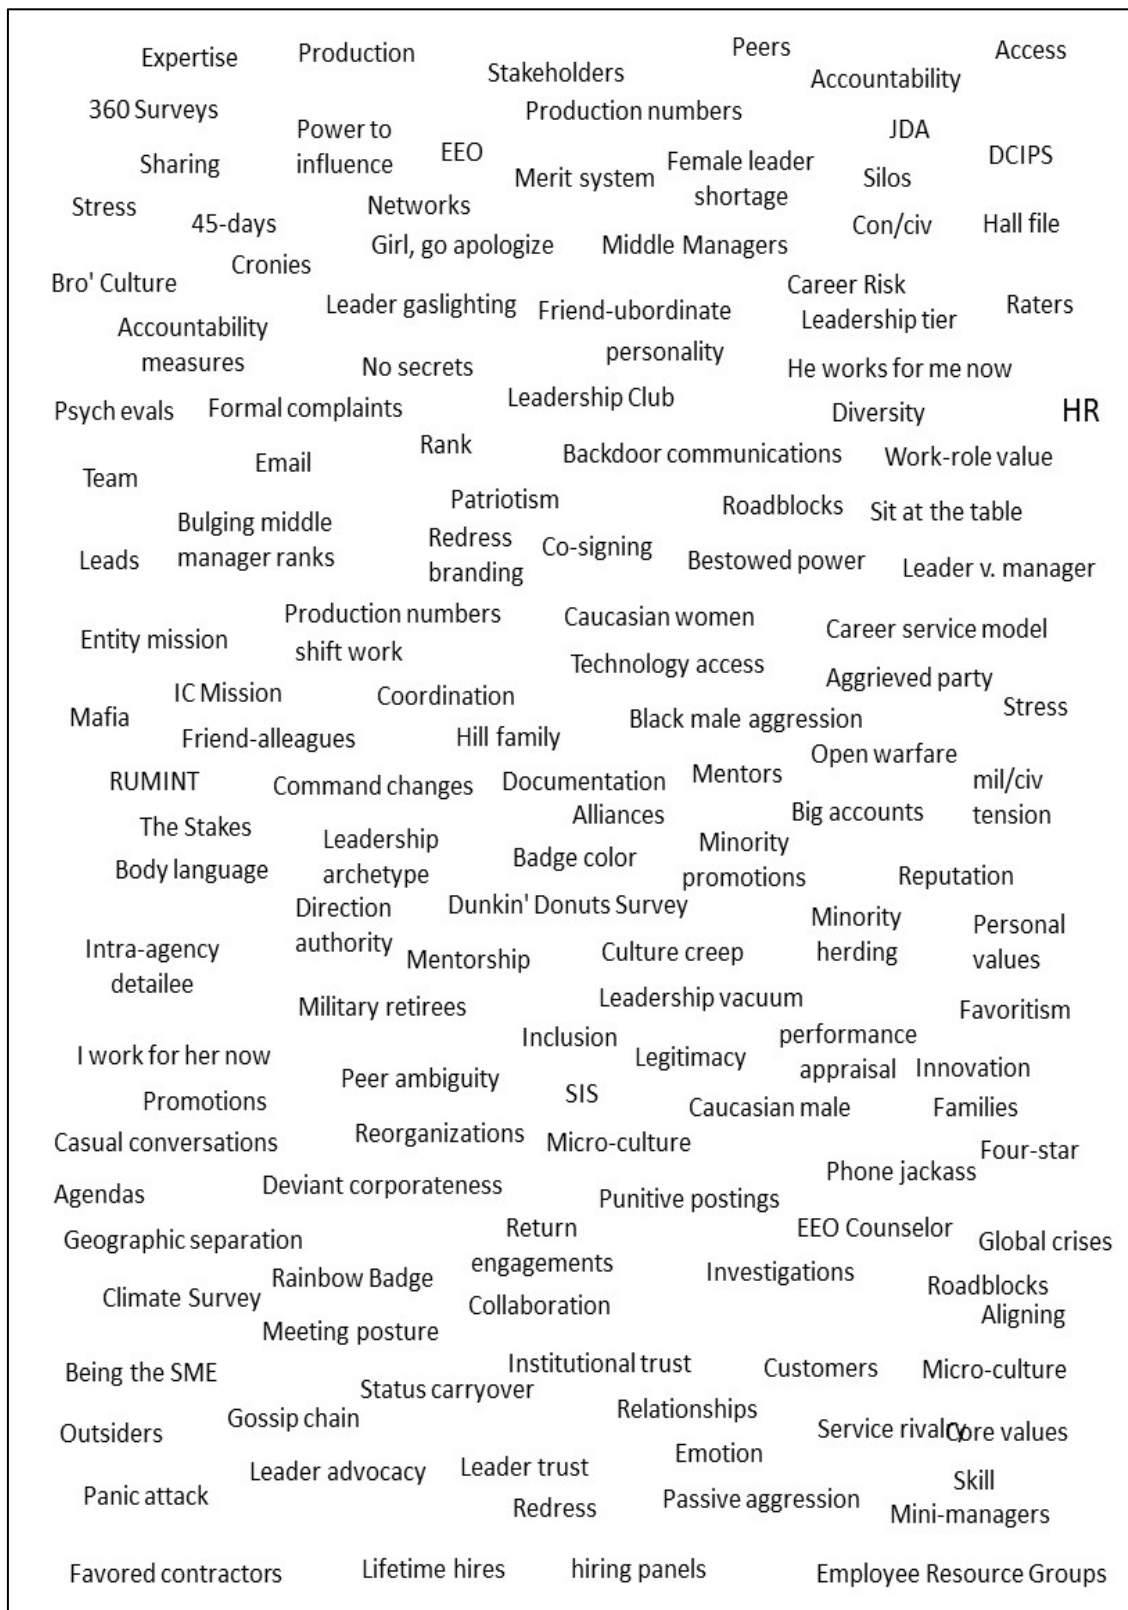 Expertise
Production
Stakeholders
Peers
Accountability
Access
360 Surveys
Production numbers
Power to
influence
EEO
JDA
DCIPS
Sharing
Merit system
Female leader
shortage
Silos
Stress
45-days
Networks
Con/civ
Hall file
Girl, go apologize
Middle Managers
Cronies
Bro' Culture
Leader gaslighting
Friend-ubordinate
personality
Career Risk
Leadership tier
Raters
Accountability
measures
No secrets
He works for me now
Psych evals
Formal complaints
Leadership Club
Diversity
HR
Rank
Email
Backdoor communications
Work-role value
Team
Patriotism
Roadblocks
Sit at the table
Bulging middle
manager ranks
Redress
branding
Co-signing
Bestowed power
Leader v. manager
Leads
Production numbers
shift work
Caucasian women
Career service model
Entity mission
Technology access
Aggrieved party
IC Mission
Coordination
Stress
Mafia
Black male aggression
Friend-alleagues
Hill family
Open warfare
RUMINT
Command changes
Documentation
Mentors
mil/civ
tension
Alliances
Big accounts
The Stakes
Leadership
archetype
Badge color
Minority
promotions
Body language
Reputation
Direction
authority
Dunkin' Donuts Survey
Minority
herding
Personal
values
Intra-agency
detailee
Mentorship
Culture creep
Military retirees
Leadership vacuum
Favoritism
Inclusion
performance
appraisal
I work for her now
Legitimacy
Innovation
Peer ambiguity
SIS
Promotions
Caucasian male
Families
Casual conversations
Reorganizations
Micro-culture
Four-star
Phone jackass
Agendas
Deviant corporateness
Punitive postings
Return
engagements
EEO Counselor
Geographic separation
Global crises
Rainbow Badge
Investigations
Roadblocks
Climate Survey
Collaboration
Aligning
Meeting posture
Being the SME
Institutional trust
Customers
Micro-culture
Status carryover
Gossip chain
Relationships
Outsiders
Service rivalry
Core values
Emotion
Leader advocacy
Leader trust
Skill
Panic attack
Redress
Passive aggression
Mini-managers
Favored contractors
Lifetime hires
hiring panels
Employee Resource Groups